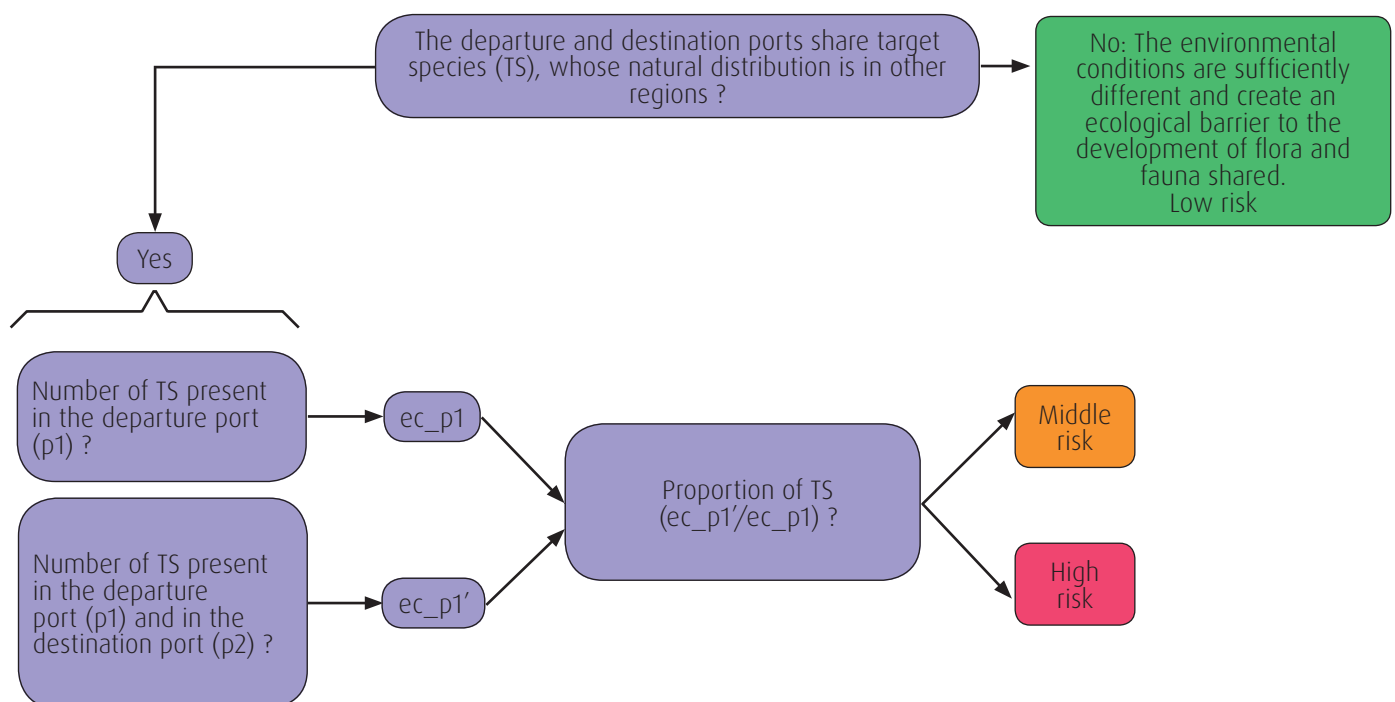 The departure and destination ports share target
species (TS), whose natural distribution is in other
regions ?
No: The environmental
conditions are sufficiently
different and create an
ecological barrier to the
development of flora and
fauna shared.
Low risk
Yes
Number of TS present
in the departure port
(p1) ?
ec_p1
Number of TS present
in the departure
port (p1) and in the
destination port (p2) ?
ec_p1′
Proportion of TS
(ec_p1′/ec_p1) ?
Middle
risk
High
risk